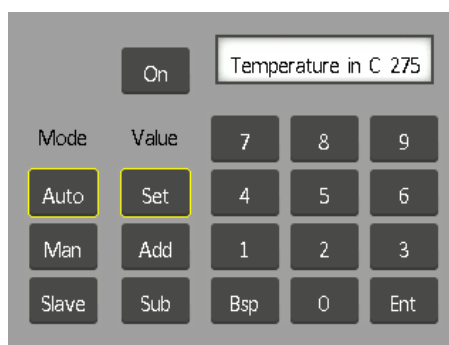 On Temperature in C 275
Mode Value 7 8 9
Auto Set 4 5 6
Man Add 1 2 3
Slave Sub Bsp 0 Ent